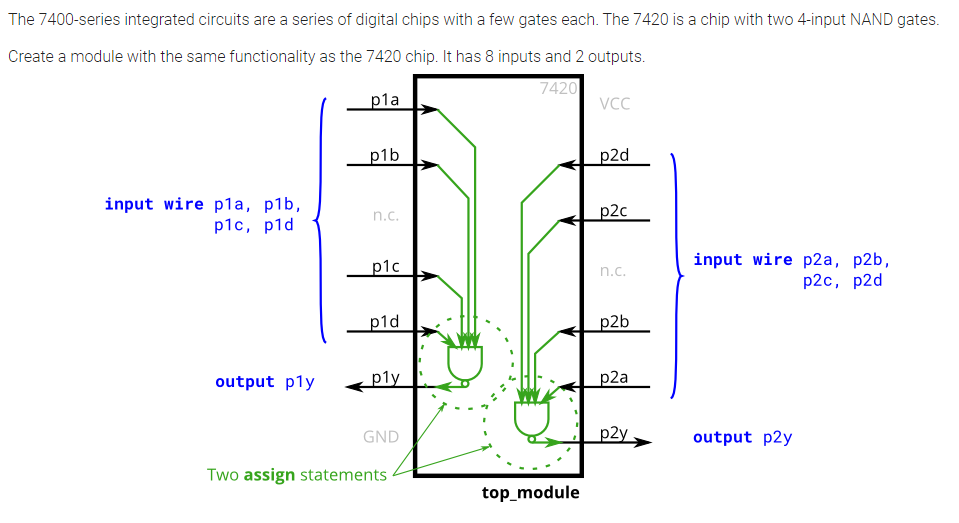 The 7400-series integrated circuits are a series of digital chips with a few gates each. The 7420 is a chip with two 4-input NAND gates.
Create a module with the same functionality as the 7420 chip. It has 8 inputs and 2 outputs.
7420
p1a
VCC
p1b
p2d
input wire p1a, p1b,
p1c, p1d
n.c.
p2c
p1c
n.c.
input wire p2a, p2b,
p2c, p2d
p1d
p2b
output p1y
p1y
p2a
GND
p2y
output p2y
Two assign statements
top_module